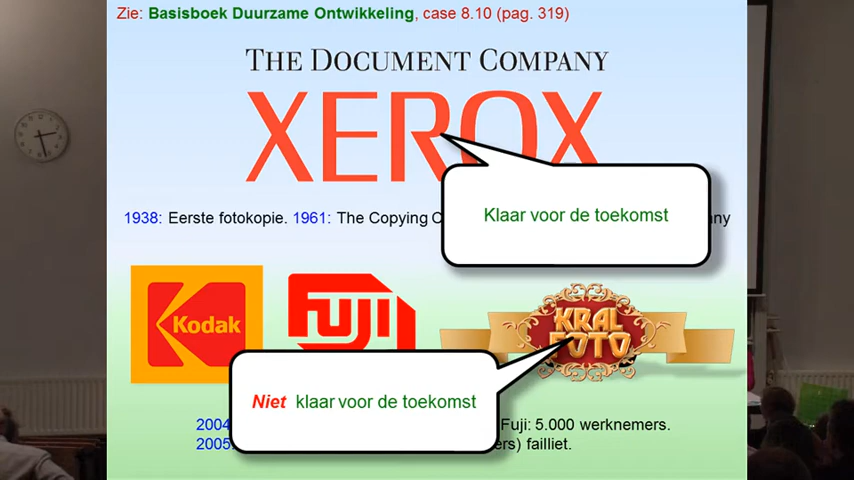 Zie: Basisboek Duurzame Ontwikkeling, case 8.10 (pag. 319)
THE DOCUMENT COMPANY
XEROX
Klaar voor de toekomst
1938: Eerste fotokopie. 1961: The Copying
Kodak
FUJI
KRAL
FOTO
Niet klaar voor de toekomst
2004 Fuji: 5.000 werknemers.
2005 failliet.